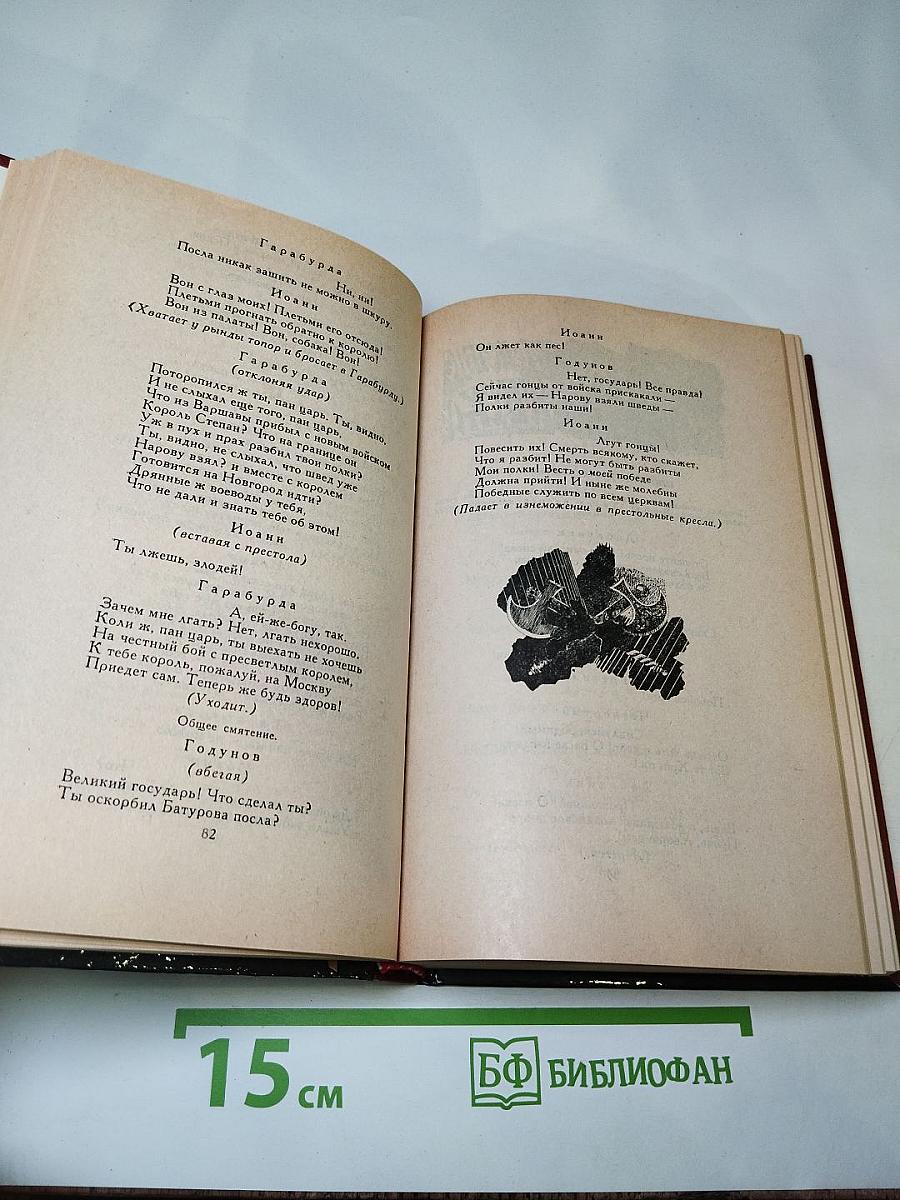 Гарабурда
Ни, ни!
Посла никак зашить не можно в шкуру.
Иоанн
Вон с глаз моих! Плетьми его отсюда!
Плетьми прогнать обратно к королю!
Вон из палаты! Вон, собака! Вон!
(Хватает у рынды топор и бросает в Гарабурду.)
Гарабурда
(отклоняя удар)
Поторопился ж ты, пан царь. Ты, видно,
И не слыхал еще того, пан царь,
Что из Варшавы прибыл с новым войском
Король Степан? Что на границе он
Уж в пух и прах разбил твои полки?
Ты, видно, не слыхал, что швед уже
Нарову взял? и вместе с королем
Готовится на Новгород идти?
Дрянные ж воеводы у тебя,
Что не дали и знать тебе об этом!
Иоанн
(вставая с престола)
Ты лжешь, злодей!
Гарабурда
А, ей-же-богу, так.
Зачем мне лгать? Нет, лгать нехорошо.
Коли ж, пан царь, ты выехать не хочешь
На честный бой с пресветлым королем,
К тебе король, пожалуй, на Москву
Приедет сам. Теперь же будь здоров!
(Уходит.)
Общее смятение.
Годунов
(вбегая)
Великий государь! Что сделал ты?
Ты оскорбил Батурова посла?
82
Иоанн
Он лжет как пес!
Годунов
Нет, государь! Все правда!
Сейчас гонцы от войска прискакали —
Я видел их — Нарову взяли шведы —
Полки разбиты наши!
Иоанн
Лгут гонцы!
Повесить их! Смерть всякому, кто скажет,
Что я разбит! Не могут быть разбиты
Мои полки! Весть о моей победе
Должна прийти! И ныне же молебны
Победные служить по всем церквам!
(Падает в изнеможении в престольные кресла.)
15 см
БФ БИБЛИОФАН